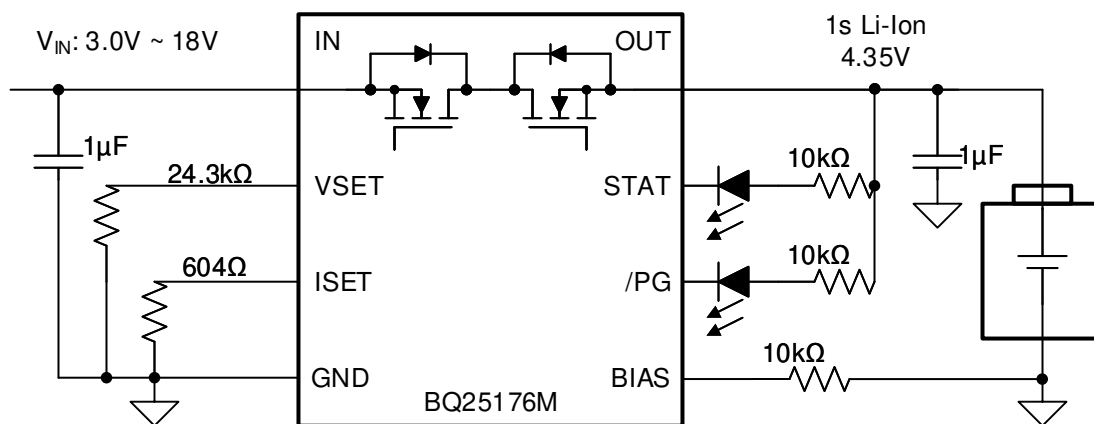 V_IN: 3.0V ~ 18V
IN
OUT
1s Li-Ion
4.35V
1µF
24.3kΩ
VSET
STAT
10kΩ
1µF
604Ω
ISET
/PG
10kΩ
GND
BIAS
10kΩ
BQ25176M